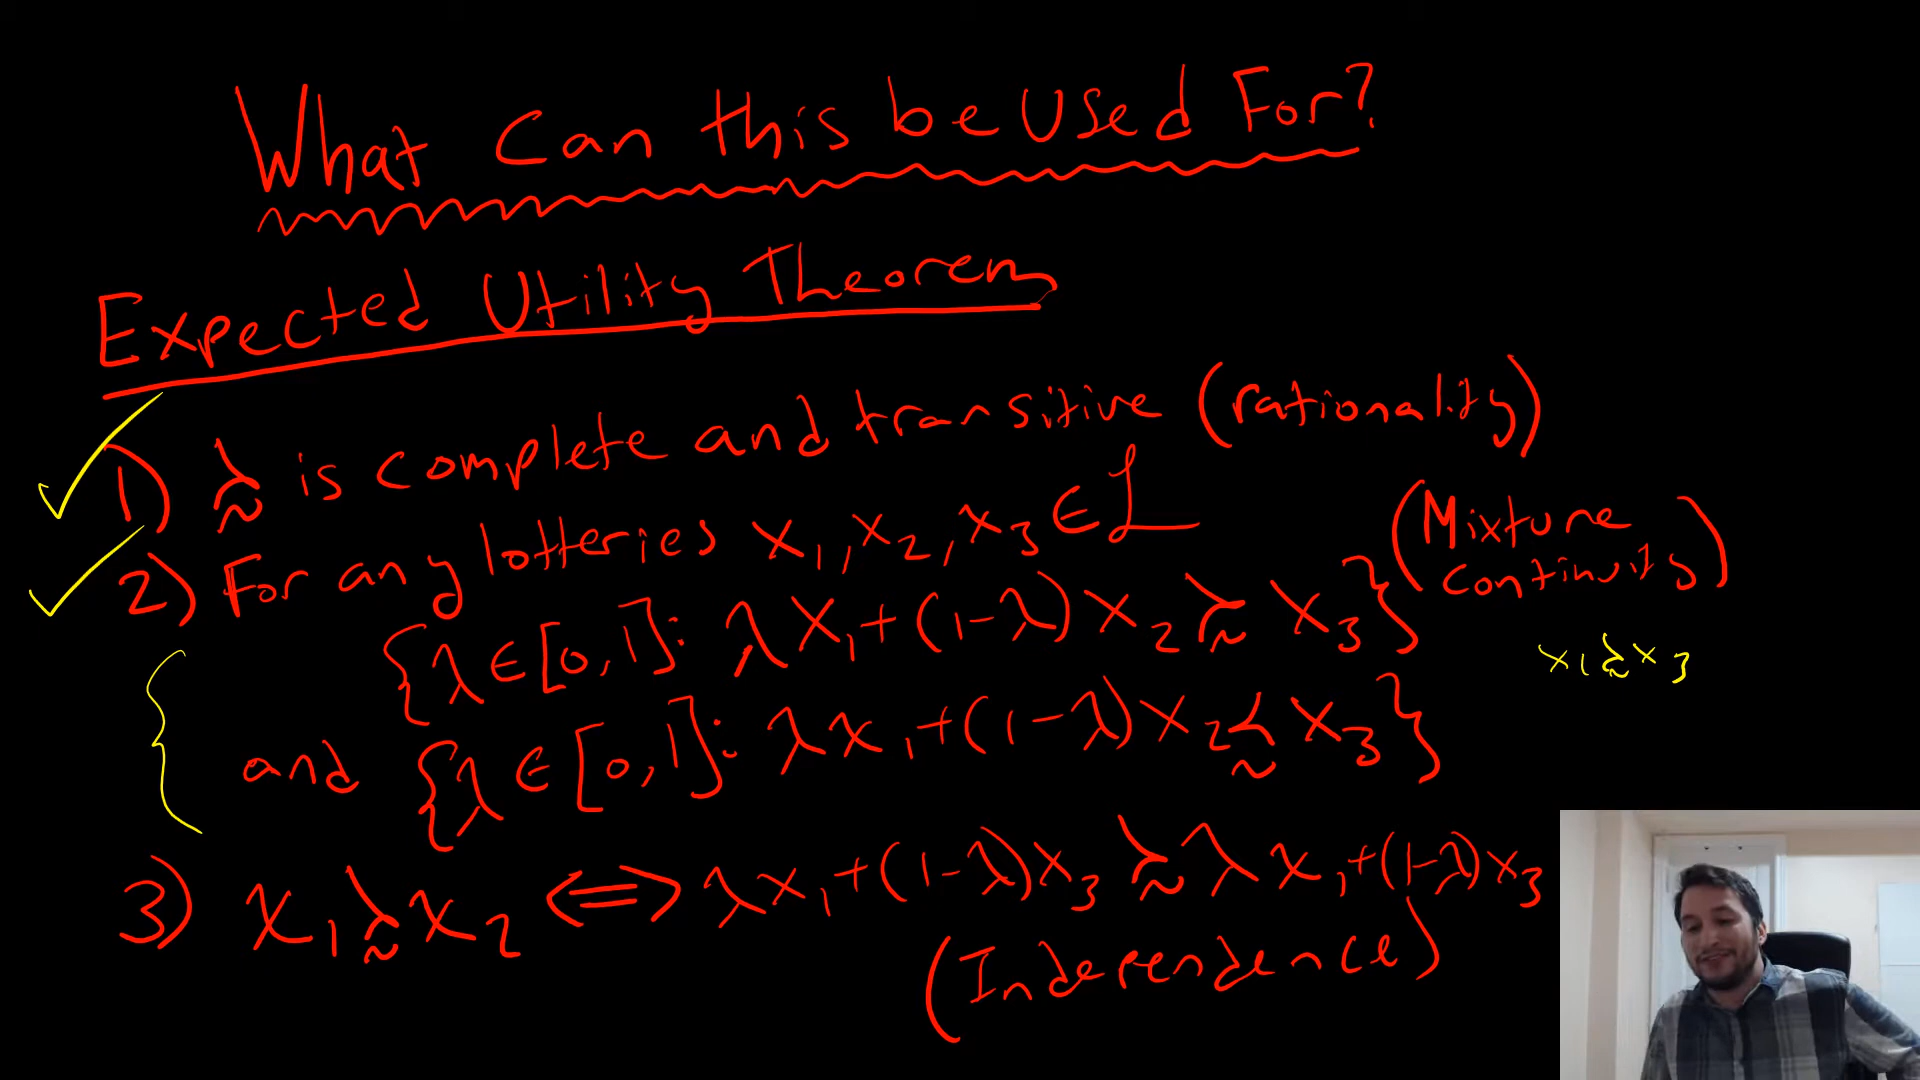 What Can this be Used For?
Expected Utility Theorem
1) ≿ is complete and transitive (rationality)
2) For any lotteries x₁, x₂, x₃ ∈ ℒ (Mixture Continuity)
{λ ∈ [0,1]: λx₁+(1-λ)x₂ ≿ x₃}
x₁ ≿ x₃
and {λ ∈ [0,1]: λx₁+(1-λ)x₂ ≾ x₃}
3) x₁ ≿ x₂ <=> λx₁+(1-λ)x₃ ≿ λx₁+(1-λ)x₃
(Independence)